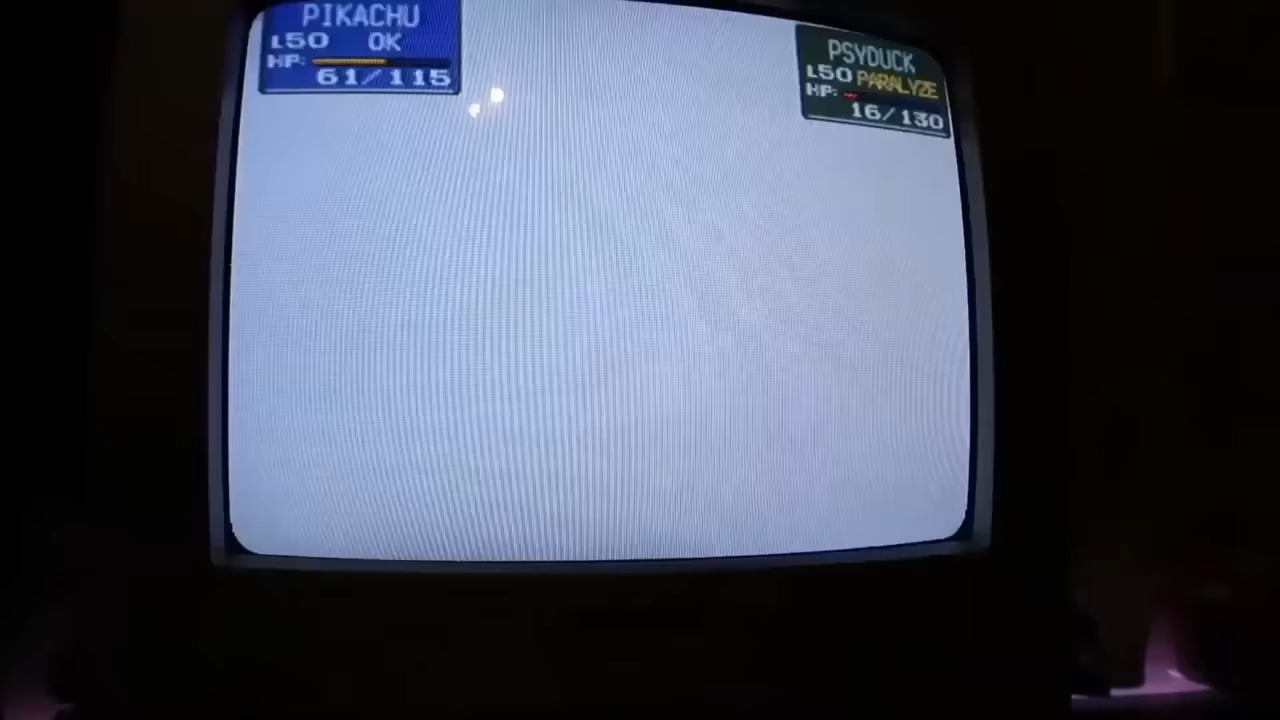 PIKACHU
L50 OK
HP:
61/115
PSYDUCK
L50 PARALYZE
HP:
16/130